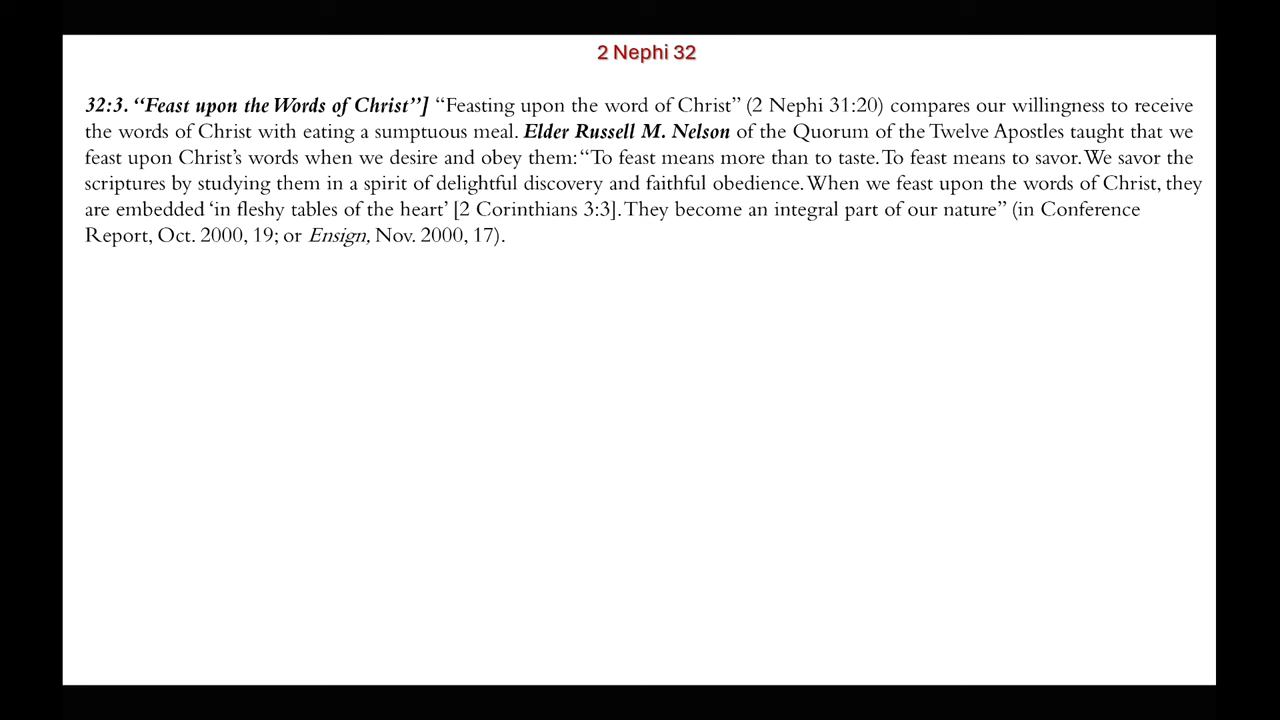 2 Nephi 32
32:3. “Feast upon the Words of Christ”] “Feasting upon the word of Christ” (2 Nephi 31:20) compares our willingness to receive
the words of Christ with eating a sumptuous meal. Elder Russell M. Nelson of the Quorum of the Twelve Apostles taught that we
feast upon Christ’s words when we desire and obey them: “To feast means more than to taste. To feast means to savor. We savor the
scriptures by studying them in a spirit of delightful discovery and faithful obedience. When we feast upon the words of Christ, they
are embedded ‘in fleshy tables of the heart’ [2 Corinthians 3:3]. They become an integral part of our nature” (in Conference
Report, Oct. 2000, 19; or Ensign, Nov. 2000, 17).